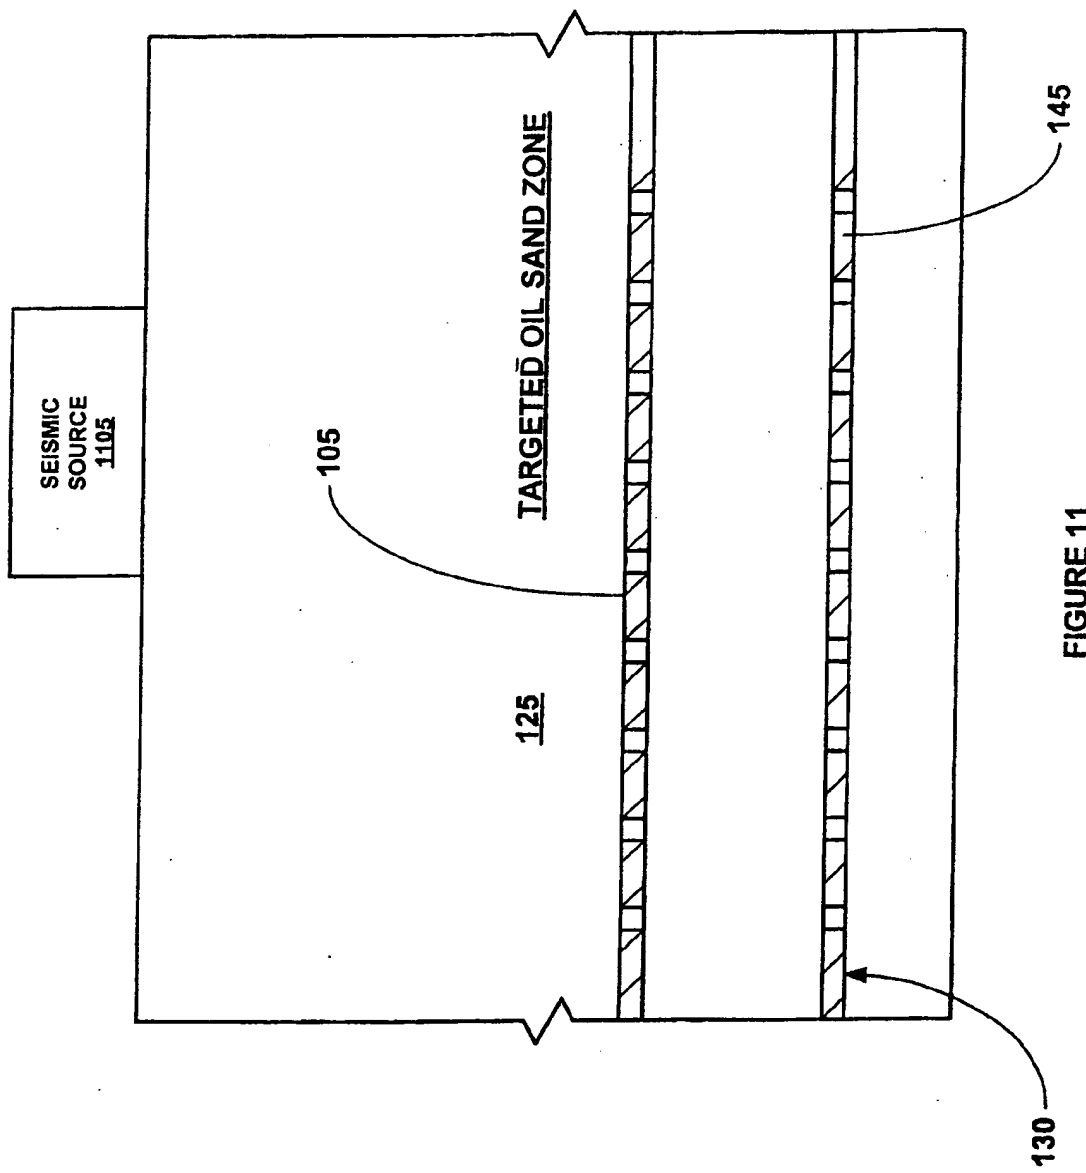 SEISMIC
SOURCE
1105
105
TARGETED OIL SAND ZONE
125
145
130
FIGURE 11